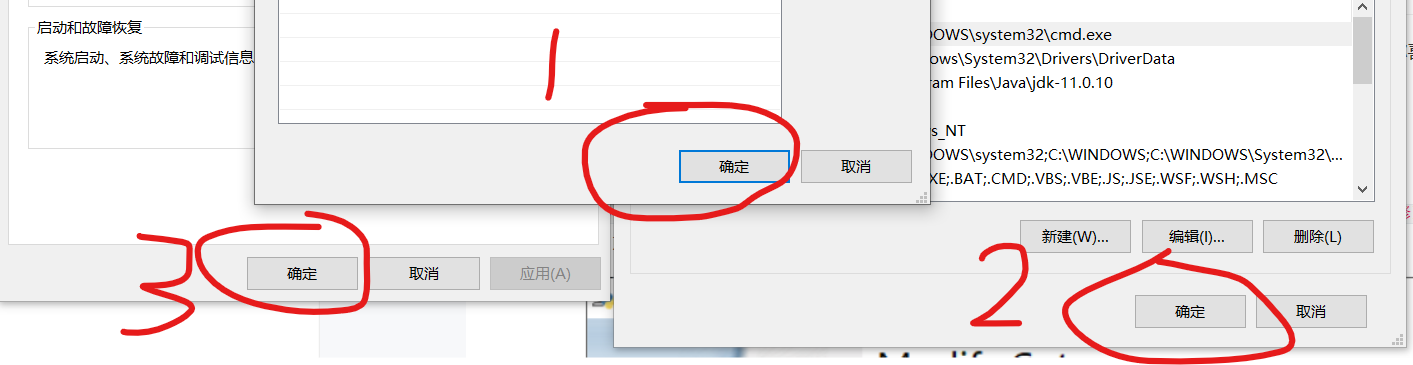 启动和故障恢复
系统启动、系统故障和调试信息
1
确定
取消
3
确定
取消
应用(A)
DOWS\system32\cmd.exe
ows\System32\Drivers\DriverData
ram Files\Java\jdk-11.0.10
s_NT
DOWS\system32;C:\WINDOWS;C:\WINDOWS\System32\...
XE;.BAT;.CMD;.VBS;.VBE;.JS;.JSE;.WSF;.WSH;.MSC
新建(W)...
编辑(I)...
删除(L)
2
确定
取消